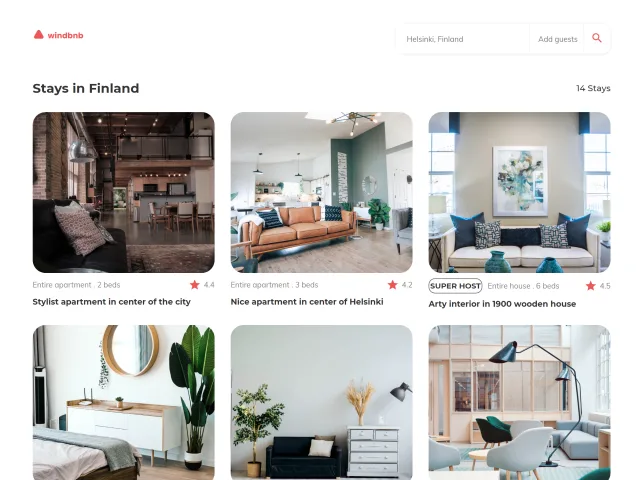 windbnb
Helsinki, Finland
Add guests
Stays in Finland
14 Stays
Entire apartment . 2 beds
4.4
Stylist apartment in center of the city
Entire apartment . 3 beds
4.2
Nice apartment in center of Helsinki
SUPER HOST
Entire house . 6 beds
4.5
Arty interior in 1900 wooden house